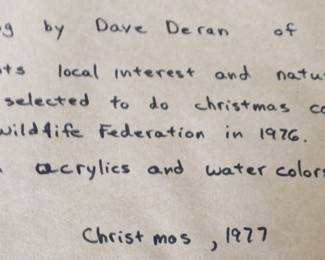 g by Dave Deran of
ts local interest and natu
selected to do christmas co
wildlife Federation in 1976.
acrylics and water colors
Christmas, 1977